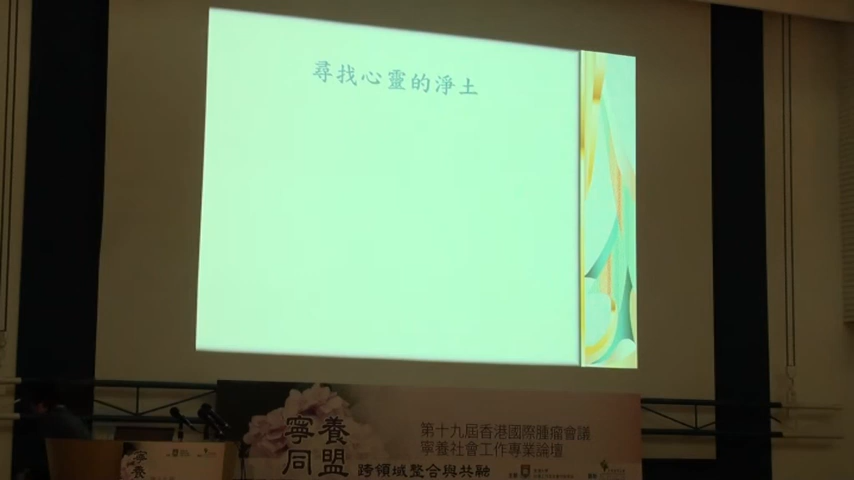 尋找心靈的淨土
寧養
同盟
跨領域整合與共融
第十九屆香港國際腫瘤會議
寧養社會工作專業論壇
寧養